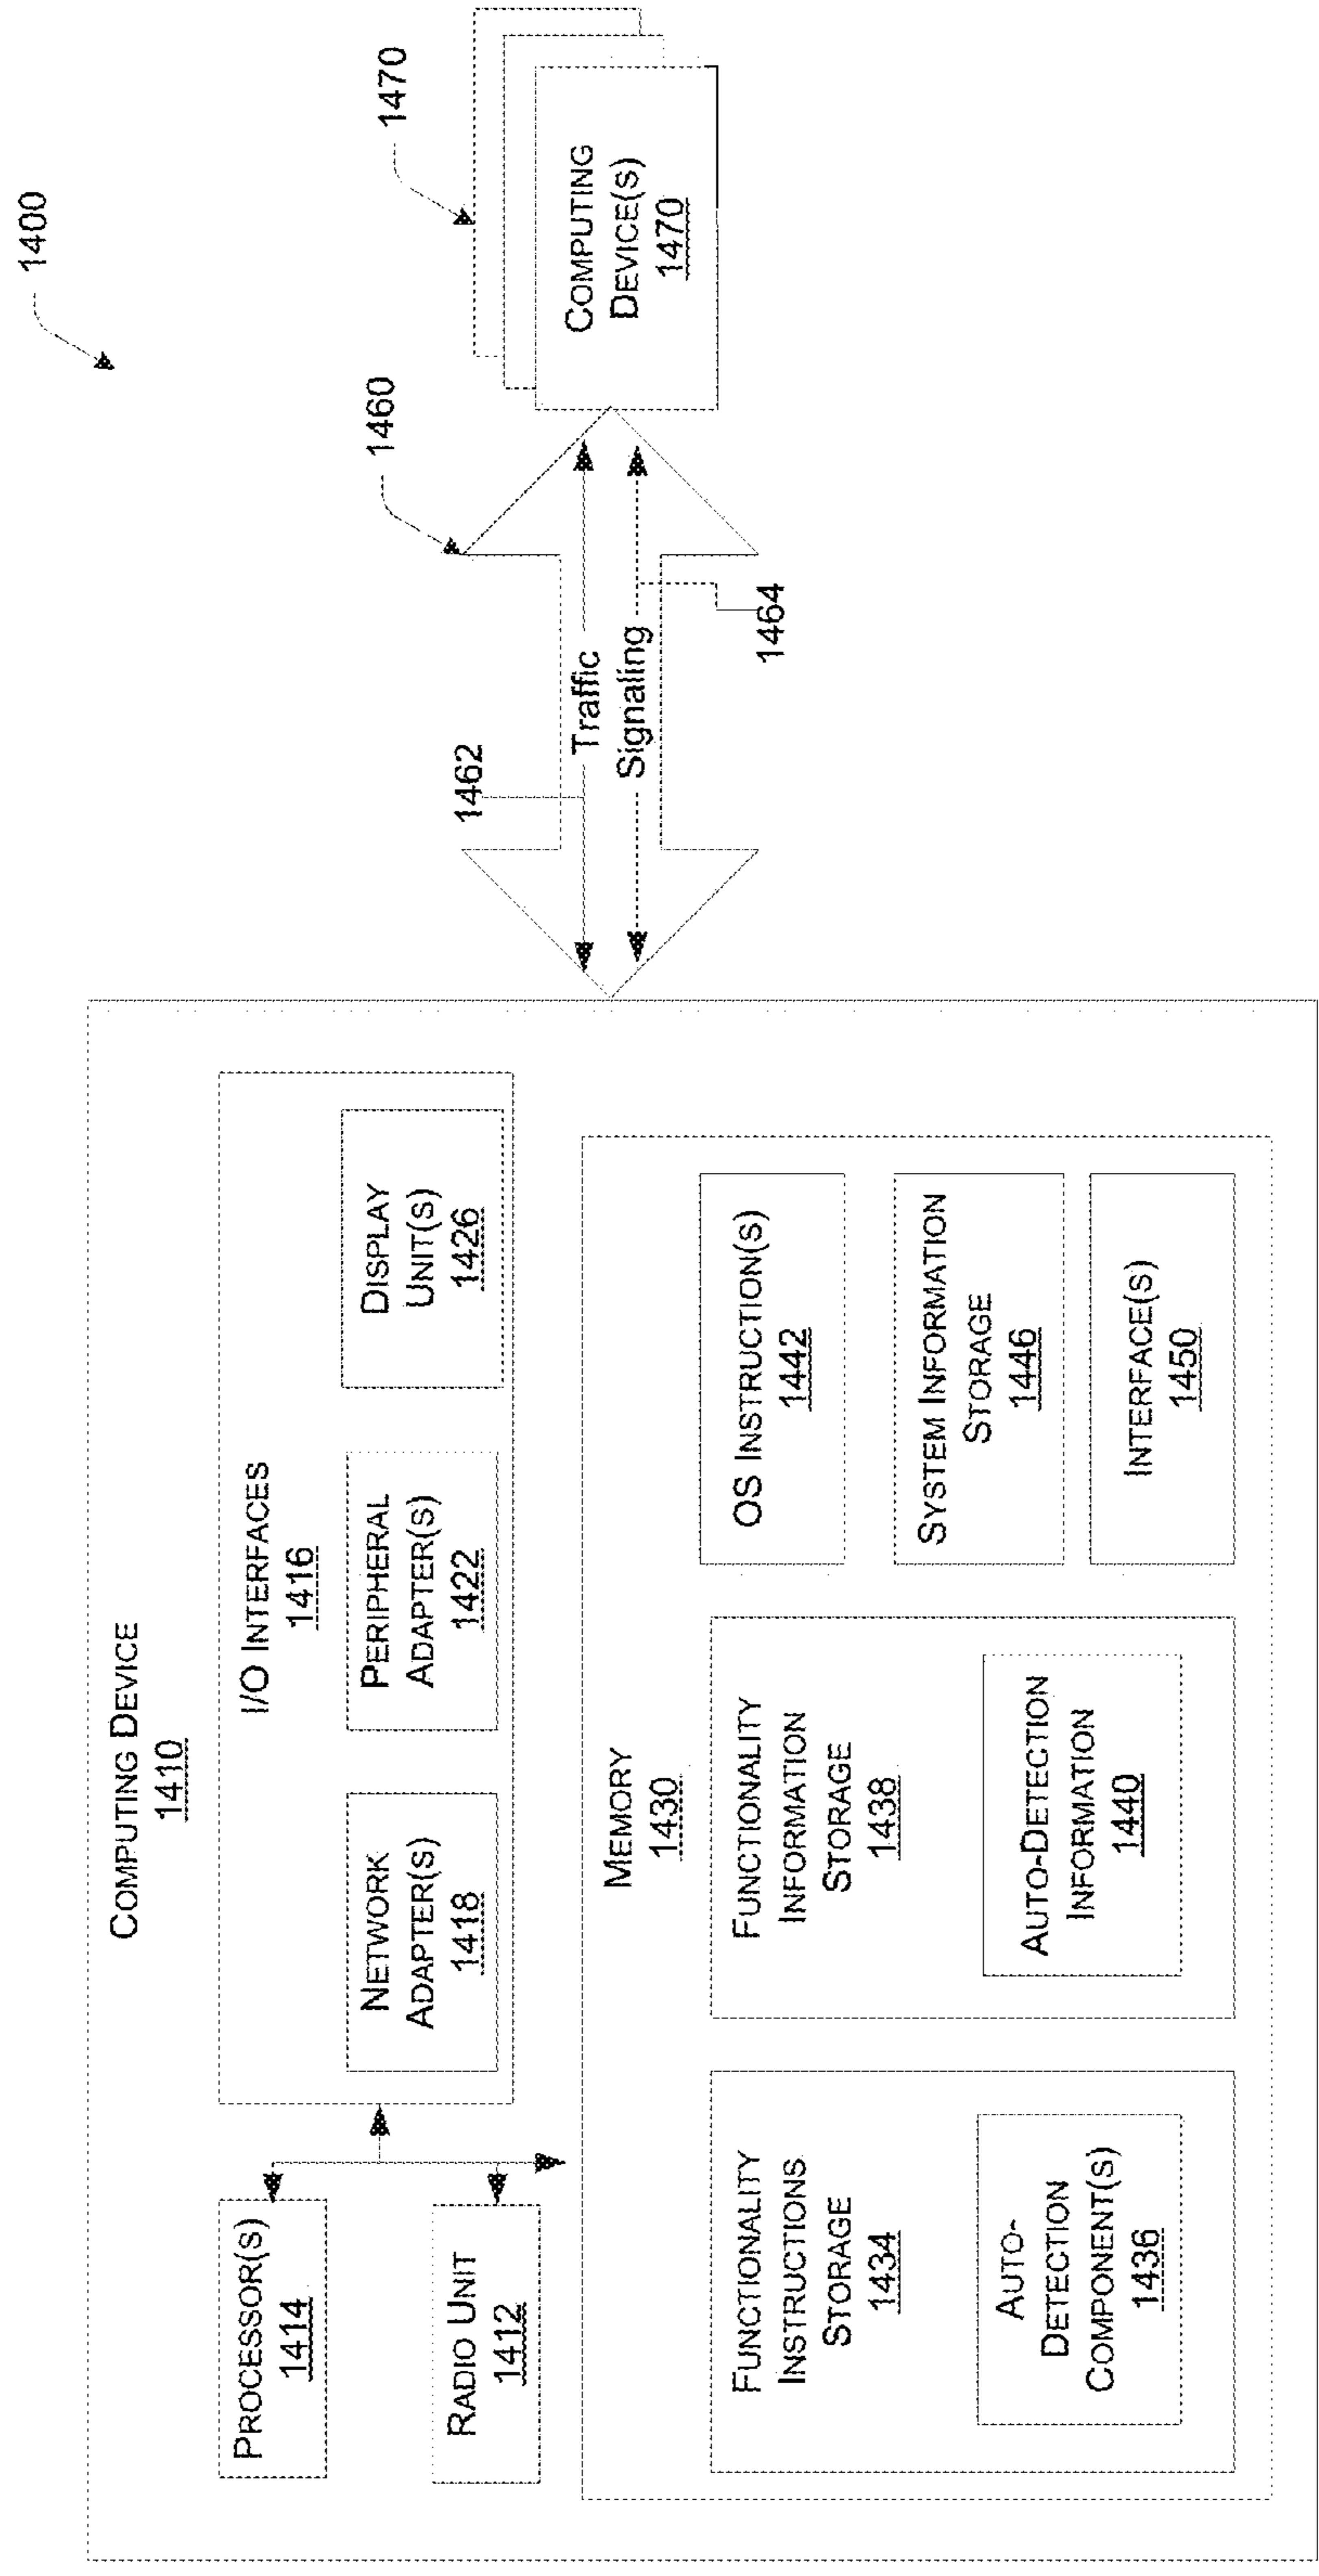 1400
COMPUTING DEVICE
1410
PROCESSOR(S)
1414
RADIO UNIT
1412
I/O INTERFACES
1416
NETWORK
ADAPTER(S)
1418
PERIPHERAL
ADAPTER(S)
1422
DISPLAY
UNIT(S)
1426
MEMORY
1430
FUNCTIONALITY
INSTRUCTIONS
STORAGE
1434
AUTO-
DETECTION
COMPONENT(S)
1436
FUNCTIONALITY
INFORMATION
STORAGE
1438
AUTO-DETECTION
INFORMATION
1440
OS INSTRUCTION(S)
1442
SYSTEM INFORMATION
STORAGE
1446
INTERFACE(S)
1450
1460
1462
Traffic
Signaling
1464
1470
COMPUTING
DEVICE(S)
1470